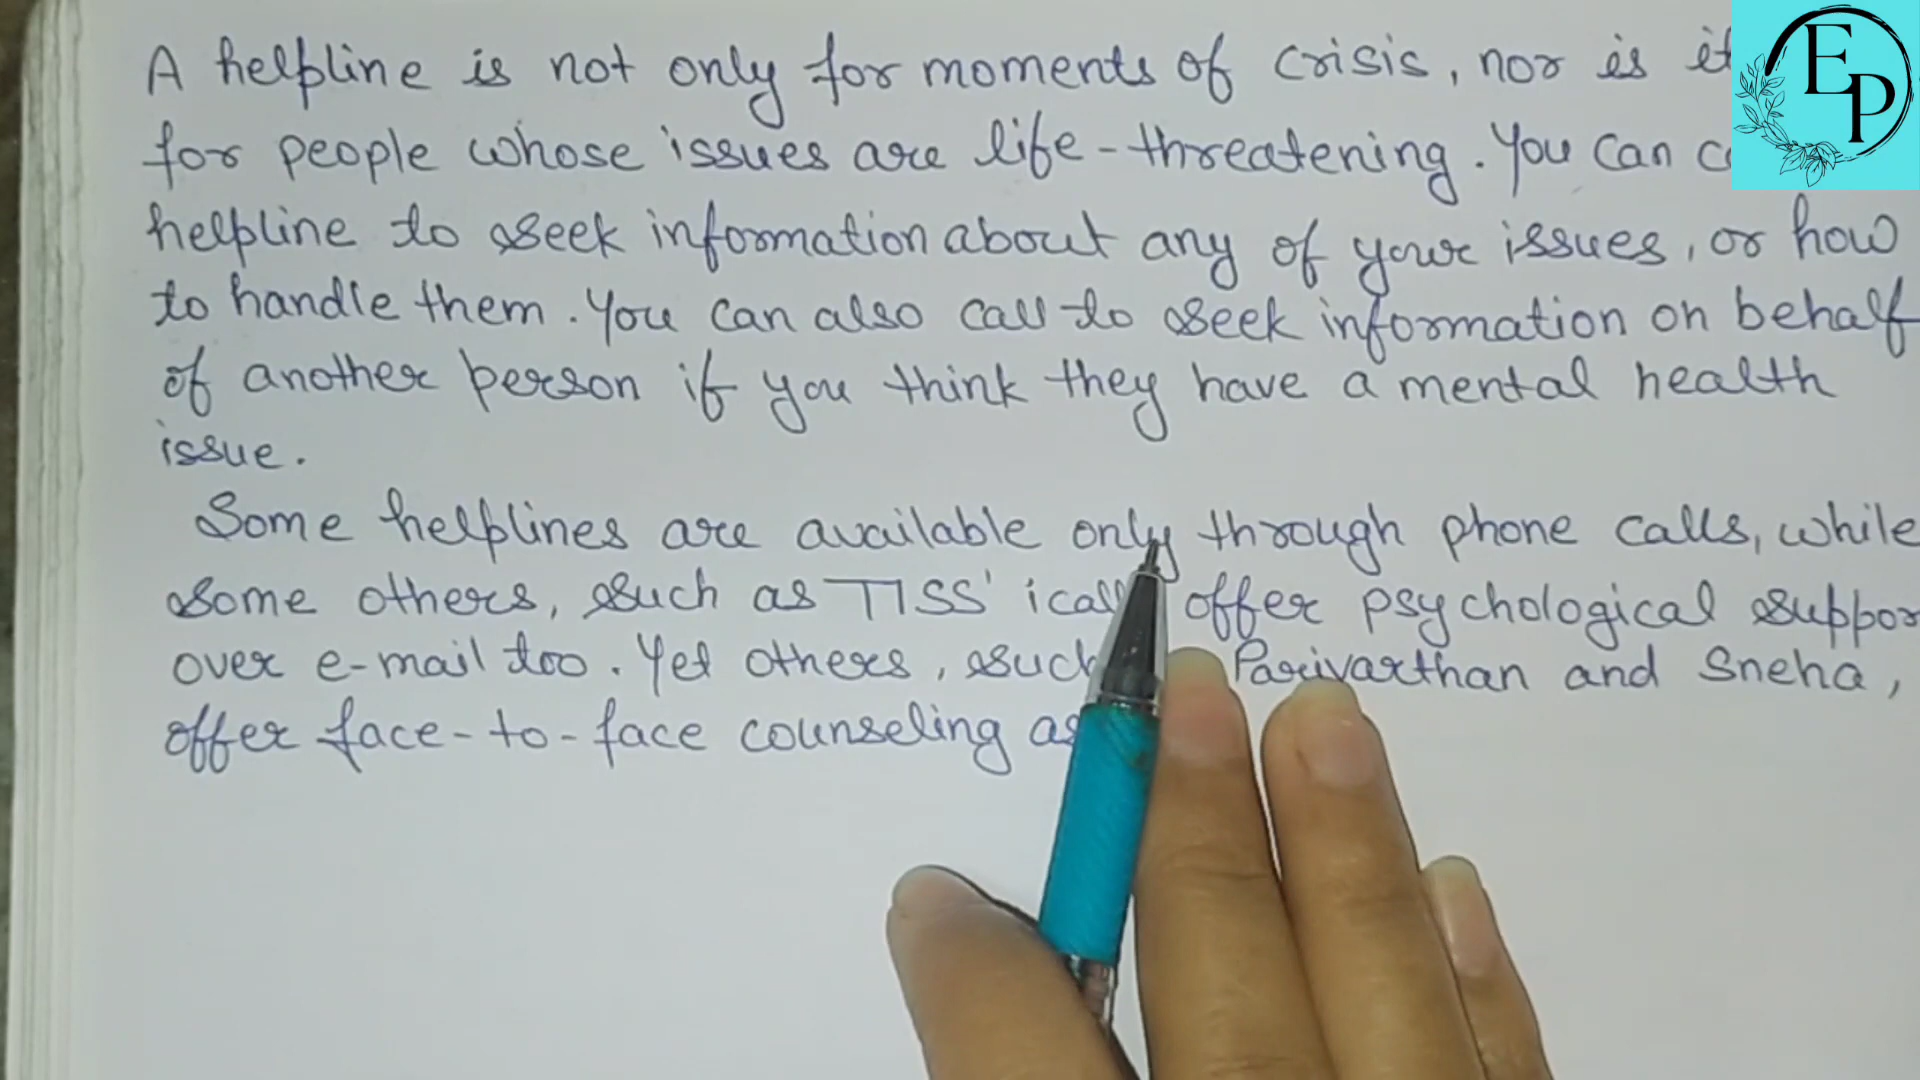 A helpline is not only for moments of crisis, nor is it
for people whose issues are life-threatening. You can
helpline to seek information about any of your issues, or how
to handle them. You can also call to seek information on behalf
of another person if you think they have a mental health
issue.
Some helplines are available only through phone calls, while
some others, such as TISS' icall offer psychological suppor
over e-mail too. Yet others, such Parivarthan and Sneha,
offer face-to-face counseling as
EP